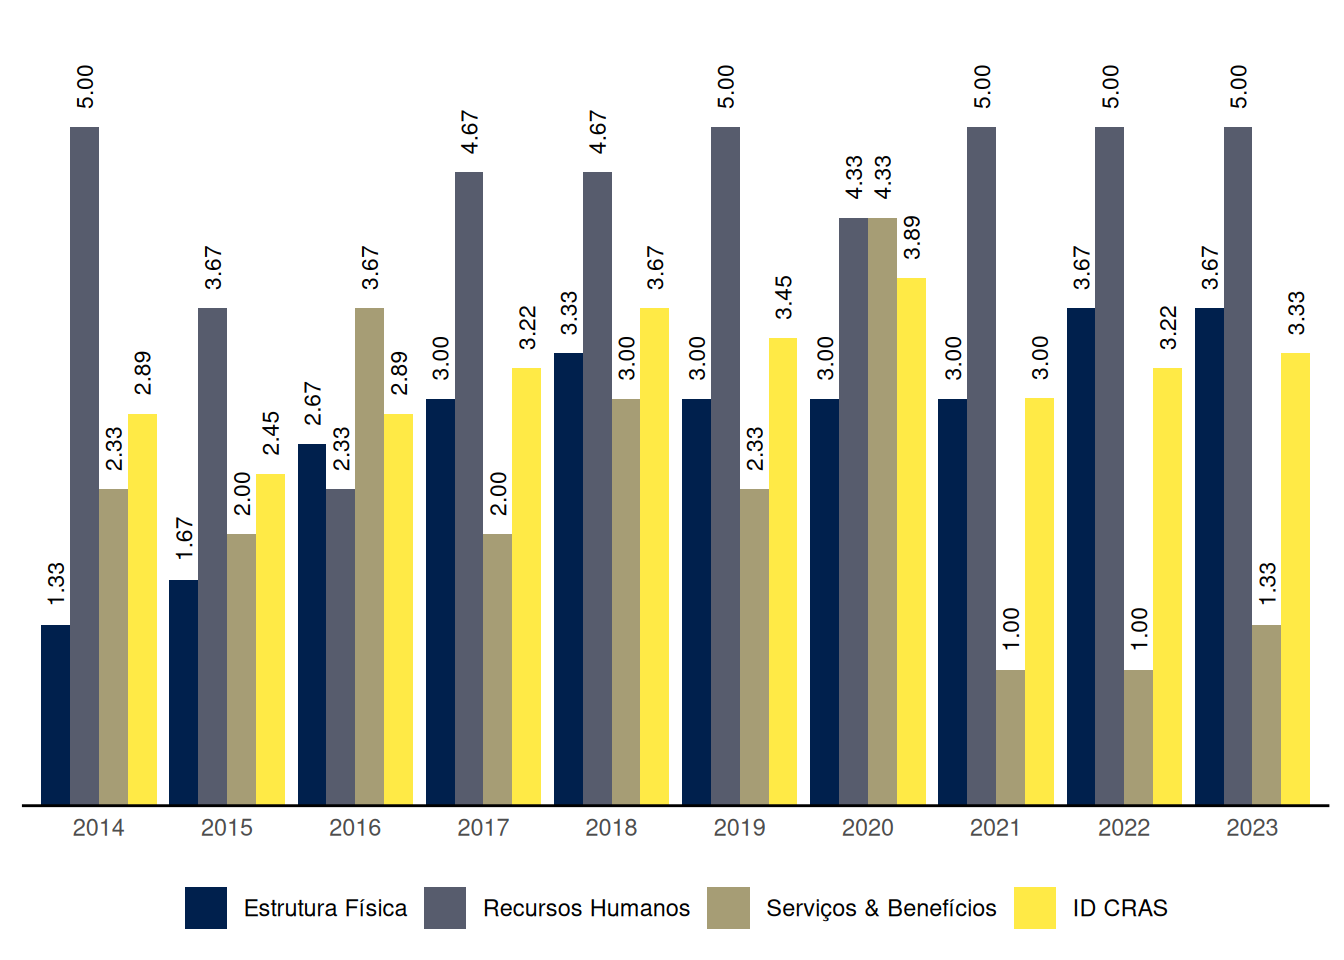 1.33 5.00 2.33 2.89
1.67 3.67 2.00 2.45
2.67 2.33 3.67 2.89
3.00 4.67 2.00 3.22
3.33 4.67 3.00 3.67
3.00 5.00 2.33 3.45
3.00 4.33 4.33 3.89
3.00 5.00 1.00 3.00
3.67 5.00 1.00 3.22
3.67 5.00 1.33 3.33
2014 2015 2016 2017 2018 2019 2020 2021 2022 2023
Estrutura Física Recursos Humanos Serviços & Benefícios ID CRAS